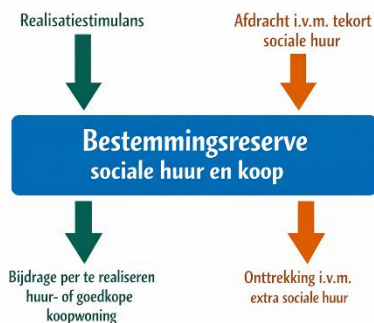 Realisatiestimulans
Afdracht i.v.m. tekort
sociale huur
Bestemmingsreserve
sociale huur en koop
Bijdrage per te realiseren
huur- of goedkope
koopwoning
Onttrekking i.v.m.
extra sociale huur